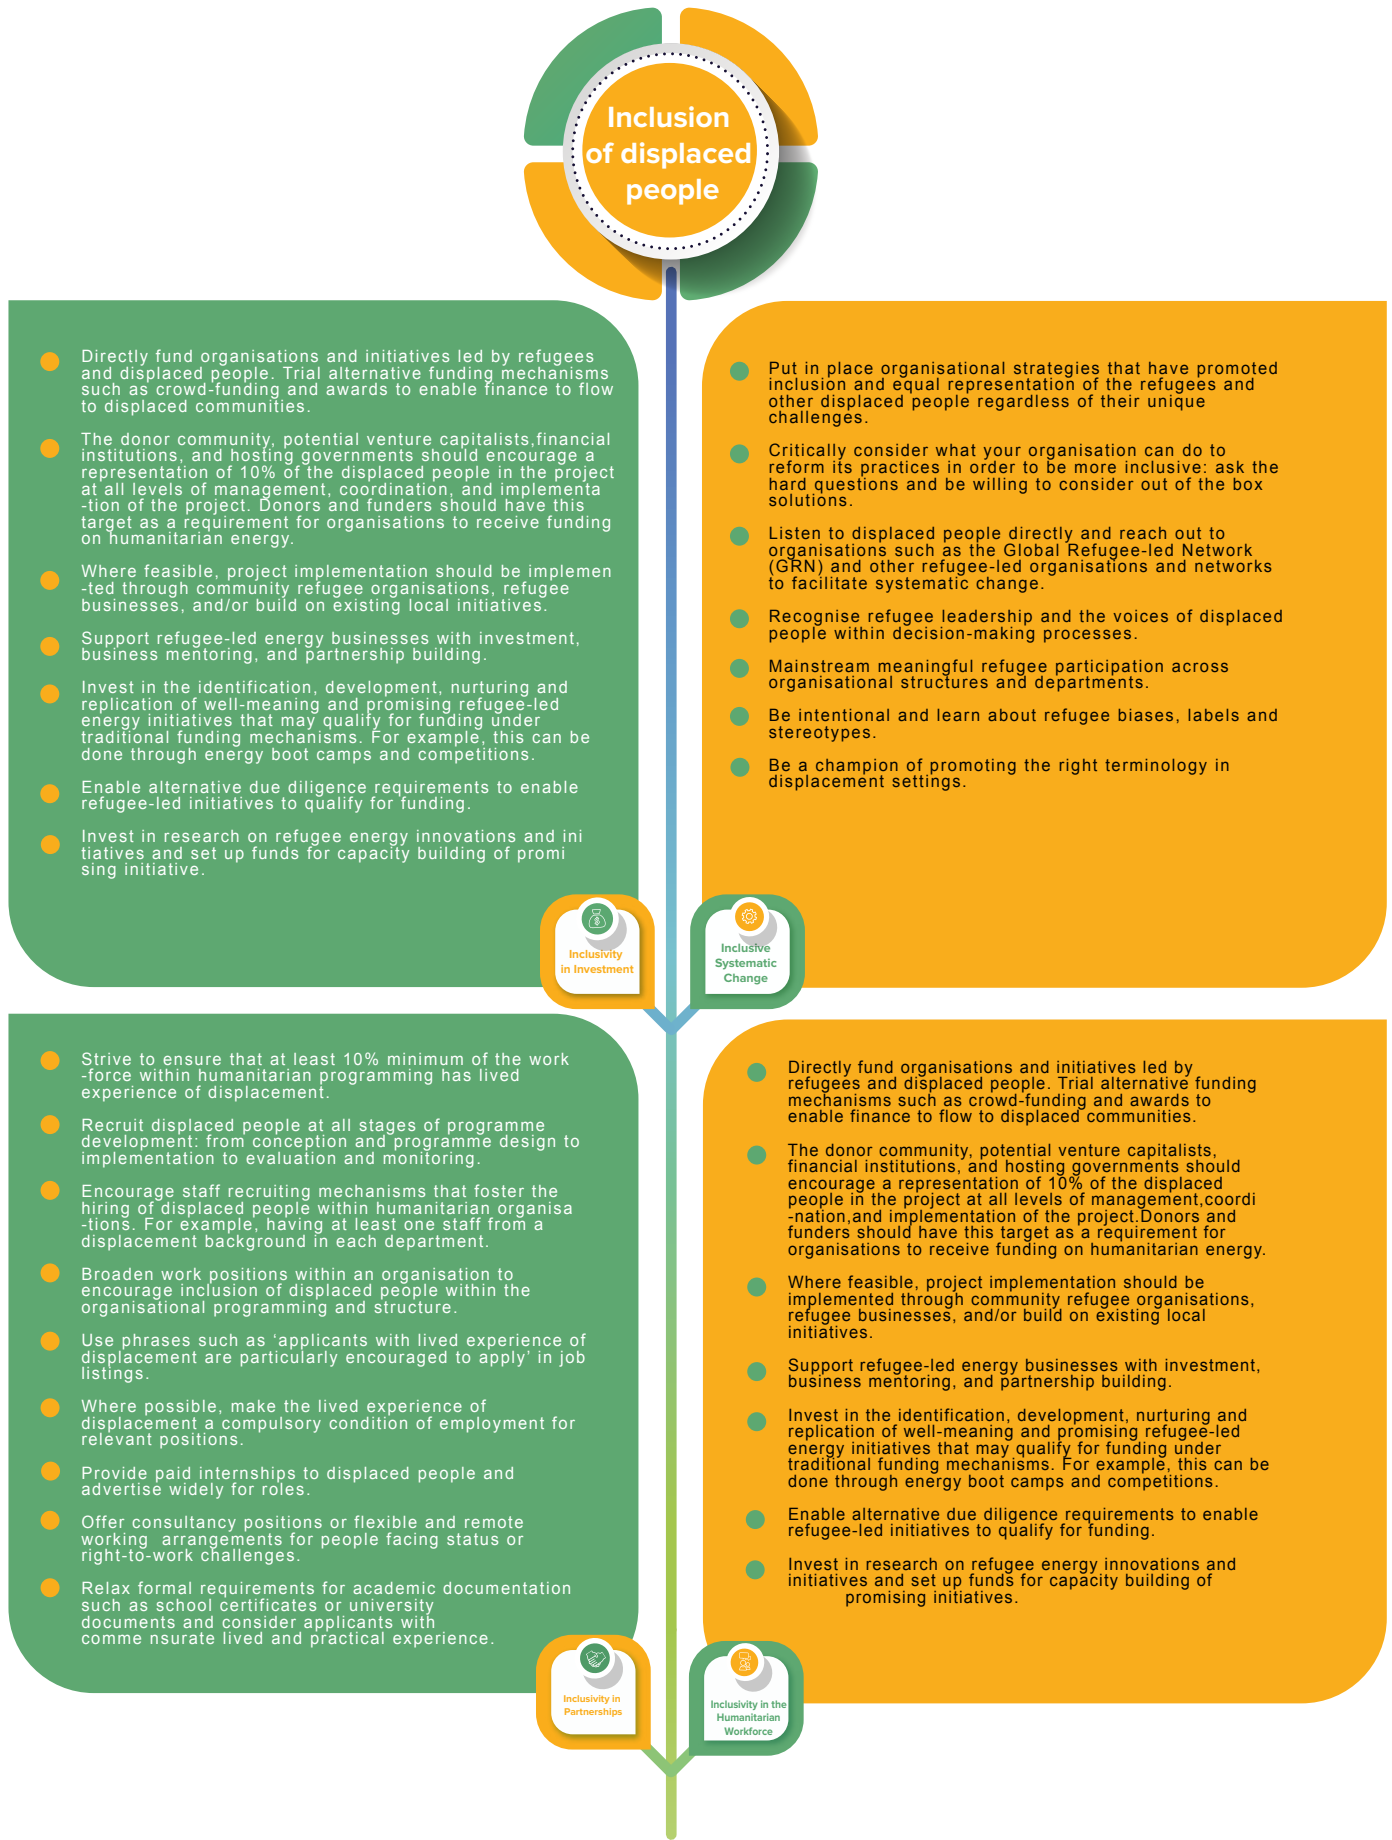 Inclusion
of displaced
people
Directly fund organisations and initiatives led by refugees
and displaced people. Trial alternative funding mechanisms
such as crowd-funding and awards to enable finance to flow
to displaced communities.
The donor community, potential venture capitalists,financial
institutions, and hosting governments should encourage a
representation of 10% of the displaced people in the project
at all levels of management, coordination, and implementa
-tion of the project. Donors and funders should have this
target as a requirement for organisations to receive funding
on humanitarian energy.
Where feasible, project implementation should be implemen
-ted through community refugee organisations, refugee
businesses, and/or build on existing local initiatives.
Support refugee-led energy businesses with investment,
business mentoring, and partnership building.
Invest in the identification, development, nurturing and
replication of well-meaning and promising refugee-led
energy initiatives that may qualify for funding under
traditional funding mechanisms. For example, this can be
done through energy boot camps and competitions.
Enable alternative due diligence requirements to enable
refugee-led initiatives to qualify for funding.
Invest in research on refugee energy innovations and ini
tiatives and set up funds for capacity building of promi
sing initiative.
Inclusivity
in Investment
Put in place organisational strategies that have promoted
inclusion and equal representation of the refugees and
other displaced people regardless of their unique
challenges.
Critically consider what your organisation can do to
reform its practices in order to be more inclusive: ask the
hard questions and be willing to consider out of the box
solutions.
Listen to displaced people directly and reach out to
organisations such as the Global Refugee-led Network
(GRN) and other refugee-led organisations and networks
to facilitate systematic change.
Recognise refugee leadership and the voices of displaced
people within decision-making processes.
Mainstream meaningful refugee participation across
organisational structures and departments.
Be intentional and learn about refugee biases, labels and
stereotypes.
Be a champion of promoting the right terminology in
displacement settings.
Inclusive
Systematic
Change
Strive to ensure that at least 10% minimum of the work
-force within humanitarian programming has lived
experience of displacement.
Recruit displaced people at all stages of programme
development: from conception and programme design to
implementation to evaluation and monitoring.
Encourage staff recruiting mechanisms that foster the
hiring of displaced people within humanitarian organisa
-tions. For example, having at least one staff from a
displacement background in each department.
Broaden work positions within an organisation to
encourage inclusion of displaced people within the
organisational programming and structure.
Use phrases such as ‘applicants with lived experience of
displacement are particularly encouraged to apply’ in job
listings.
Where possible, make the lived experience of
displacement a compulsory condition of employment for
relevant positions.
Provide paid internships to displaced people and
advertise widely for roles.
Offer consultancy positions or flexible and remote
working arrangements for people facing status or
right-to-work challenges.
Relax formal requirements for academic documentation
such as school certificates or university
documents and consider applicants with
comme nsurate lived and practical experience.
Inclusivity in
Partnerships
Directly fund organisations and initiatives led by
refugees and displaced people. Trial alternative funding
mechanisms such as crowd-funding and awards to
enable finance to flow to displaced communities.
The donor community, potential venture capitalists,
financial institutions, and hosting governments should
encourage a representation of 10% of the displaced
people in the project at all levels of management,coordi
-nation,and implementation of the project.Donors and
funders should have this target as a requirement for
organisations to receive funding on humanitarian energy.
Where feasible, project implementation should be
implemented through community refugee organisations,
refugee businesses, and/or build on existing local
initiatives.
Support refugee-led energy businesses with investment,
business mentoring, and partnership building.
Invest in the identification, development, nurturing and
replication of well-meaning and promising refugee-led
energy initiatives that may qualify for funding under
traditional funding mechanisms. For example, this can be
done through energy boot camps and competitions.
Enable alternative due diligence requirements to enable
refugee-led initiatives to qualify for funding.
Invest in research on refugee energy innovations and
initiatives and set up funds for capacity building of
promising initiatives.
Inclusivity in the
Humanitarian
Workforce